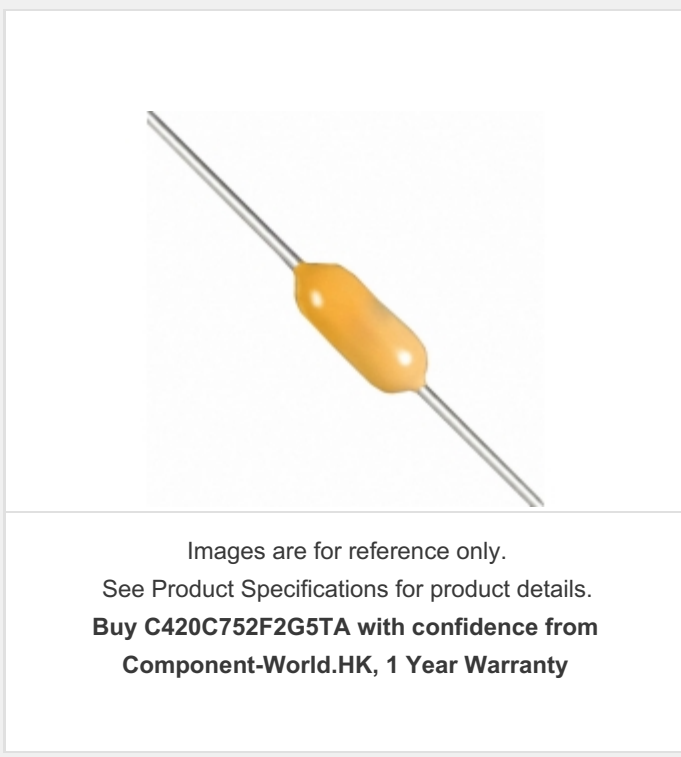 Images are for reference only.
See Product Specifications for product details.
Buy C420C752F2G5TA with confidence from
Component-World.HK, 1 Year Warranty